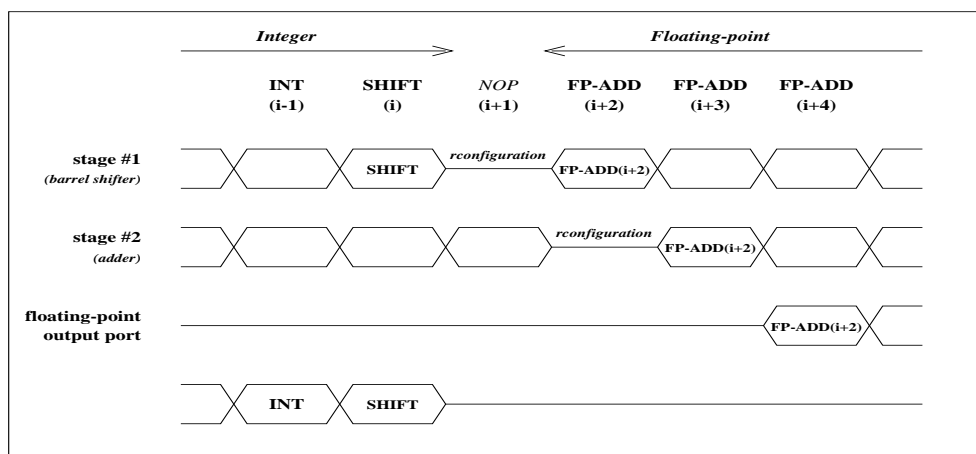 Integer Floating-point
INT SHIFT NOP FP-ADD FP-ADD FP-ADD
(i-1) (i) (i+1) (i+2) (i+3) (i+4)
stage #1
(barrel shifter)
SHIFT rconfiguration FP-ADD(i+2)
stage #2
(adder)
rconfiguration FP-ADD(i+2)
floating-point
output port
FP-ADD(i+2)
INT SHIFT